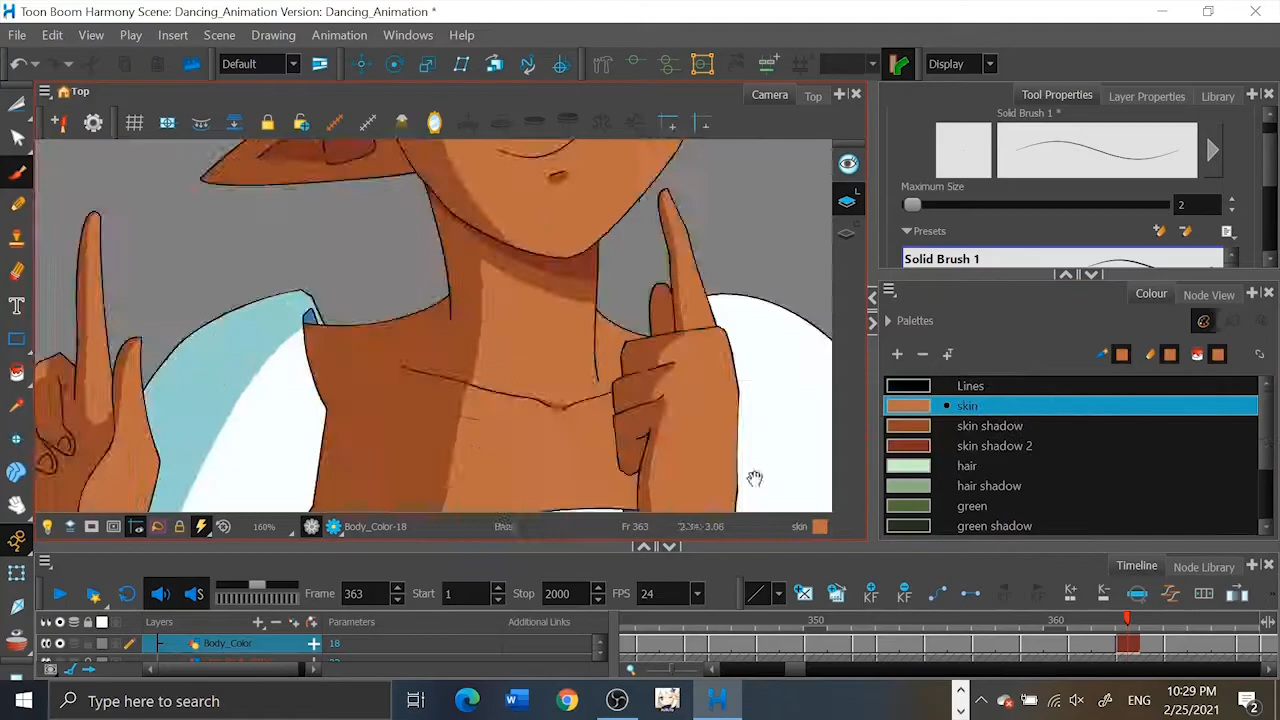 Toon Boom Harmony Scene: Dancing_Animation Version: Dancing_Animation *
File Edit View Play Insert Scene Drawing Animation Windows Help
Default
Display
Top
Camera Top
Tool Properties Layer Properties Library
Solid Brush 1 *
Maximum Size
2
Presets
Solid Brush 1
Colour Node View
Palettes
Lines
skin
skin shadow
skin shadow 2
hair
hair shadow
green
green shadow
160% Body_Color-18 Fr 363 skin
Timeline Node Library
Frame 363 Start 1 Stop 2000 FPS 24
KF KF K+ K-
Layers Parameters Additional Links 350 360
Body_Color 18
Type here to search
ENG
10:29 PM
2/25/2021
2